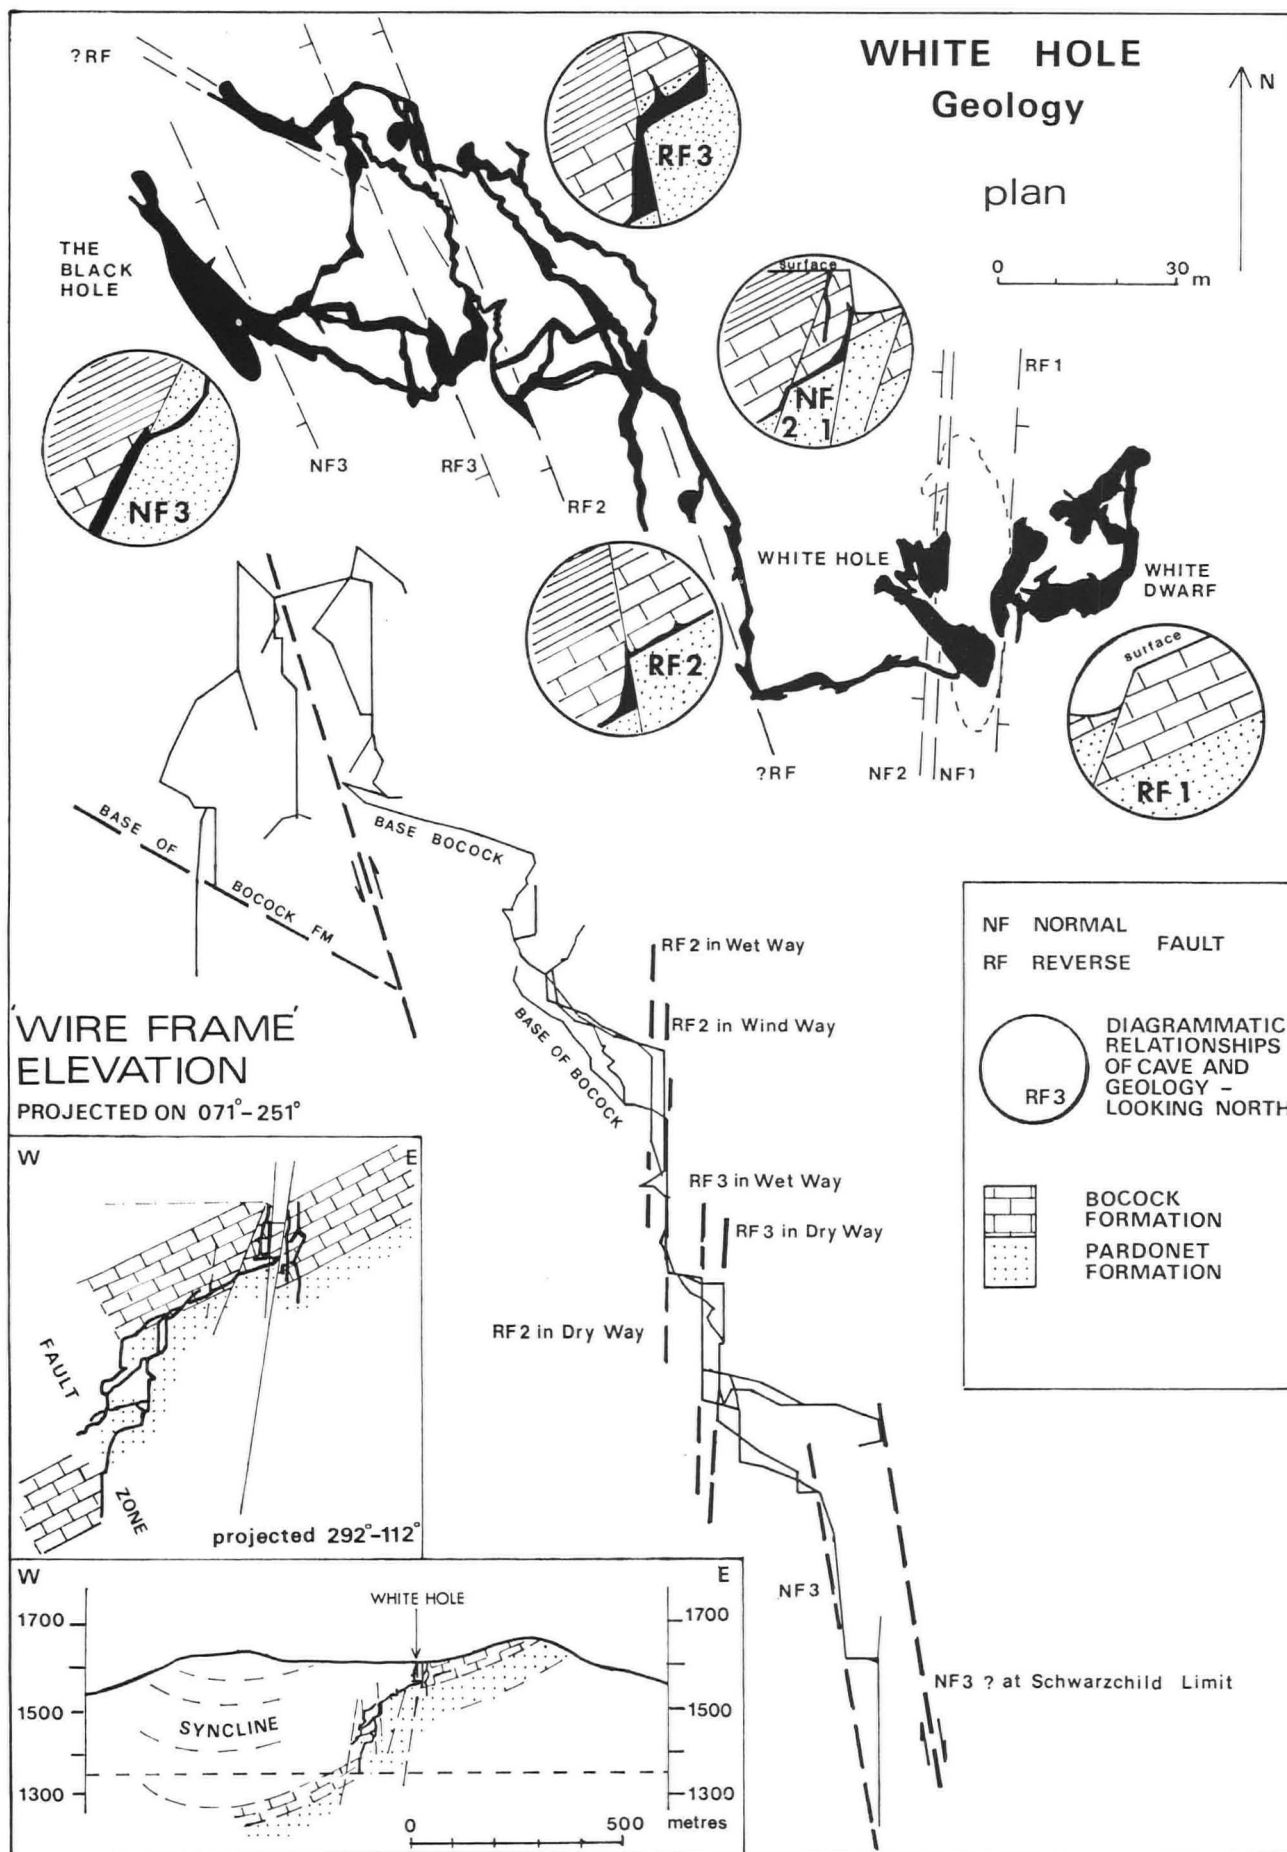 WHITE HOLE
Geology
plan
N
0 30 m
?RF
THE
BLACK
HOLE
RF3
surface
NF
2 1
RF1
NF3
NF3
RF3
RF2
WHITE HOLE
WHITE
DWARF
RF2
surface
RF1
?RF
NF2
NF1
BASE OF
BOCOCK FM
BASE BOCOCK
BASE OF BOCOCK
'WIRE FRAME'
ELEVATION
PROJECTED ON 071°-251°
RF2 in Wet Way
RF2 in Wind Way
RF3 in Wet Way
RF3 in Dry Way
RF2 in Dry Way
NF3
NF3 ? at Schwarzchild Limit
NF NORMAL
FAULT
RF REVERSE
RF3
DIAGRAMMATIC
RELATIONSHIPS
OF CAVE AND
GEOLOGY -
LOOKING NORTH
BOCOCK
FORMATION
PARDONET
FORMATION
W E
FAULT
ZONE
projected 292°-112°
W E
WHITE HOLE
1700 1700
1500 1500
SYNCLINE
1300 1300
0 500 metres